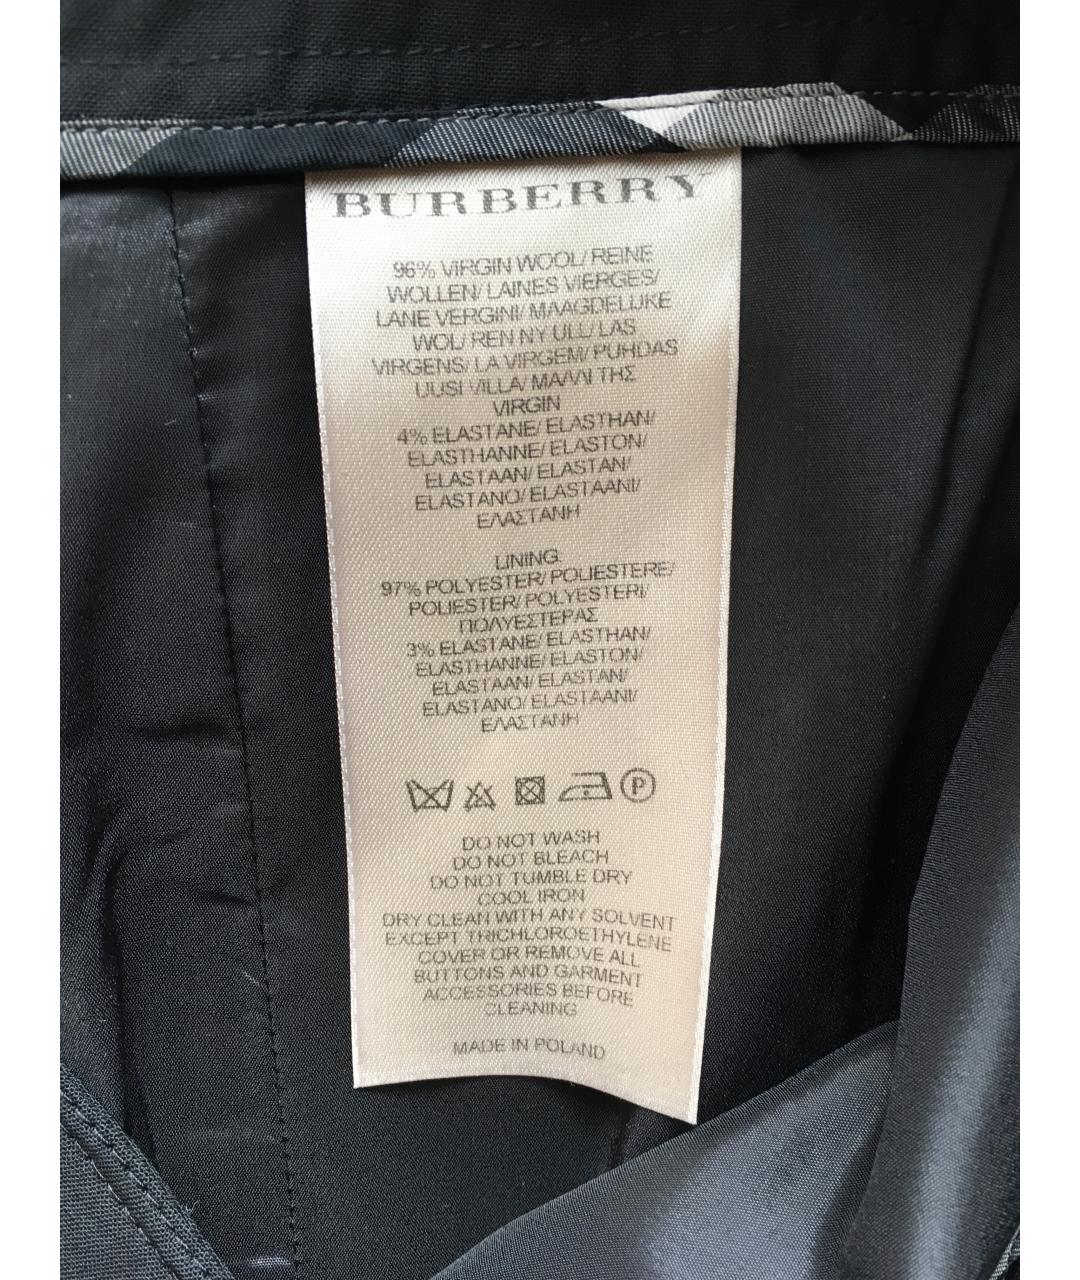 BURBERRY
96% VIRGIN WOOL/ REINE
WOLLEN/ LAINES VIERGES/
LANE VERGINI/ MAAGDELIJKE
WOL/ REN NY ULL/ LAS
VIRGENS/ LA VIRGEM/ PUHDAS
UUSI VILLA/ ΜΑΛΛΙ ΤΗΣ
VIRGIN
4% ELASTANE/ ELASTHAN/
ELASTHANNE/ ELASTON/
ELASTAAN/ ELASTAN/
ELASTANO/ ELASTAANI/
ΕΛΑΣΤΑΝΗ
LINING:
97% POLYESTER/ POLIESTERE/
POLIESTER/ POLYESTERI/
ΠΟΛΥΕΣΤΕΡΑΣ
3% ELASTANE/ ELASTHAN/
ELASTHANNE/ ELASTON/
ELASTAAN/ ELASTAN/
ELASTANO/ ELASTAANI/
ΕΛΑΣΤΑΝΗ
P
DO NOT WASH
DO NOT BLEACH
DO NOT TUMBLE DRY
COOL IRON
DRY CLEAN WITH ANY SOLVENT
EXCEPT TRICHLOROETHYLENE
COVER OR REMOVE ALL
BUTTONS AND GARMENT
ACCESSORIES BEFORE
CLEANING
MADE IN POLAND